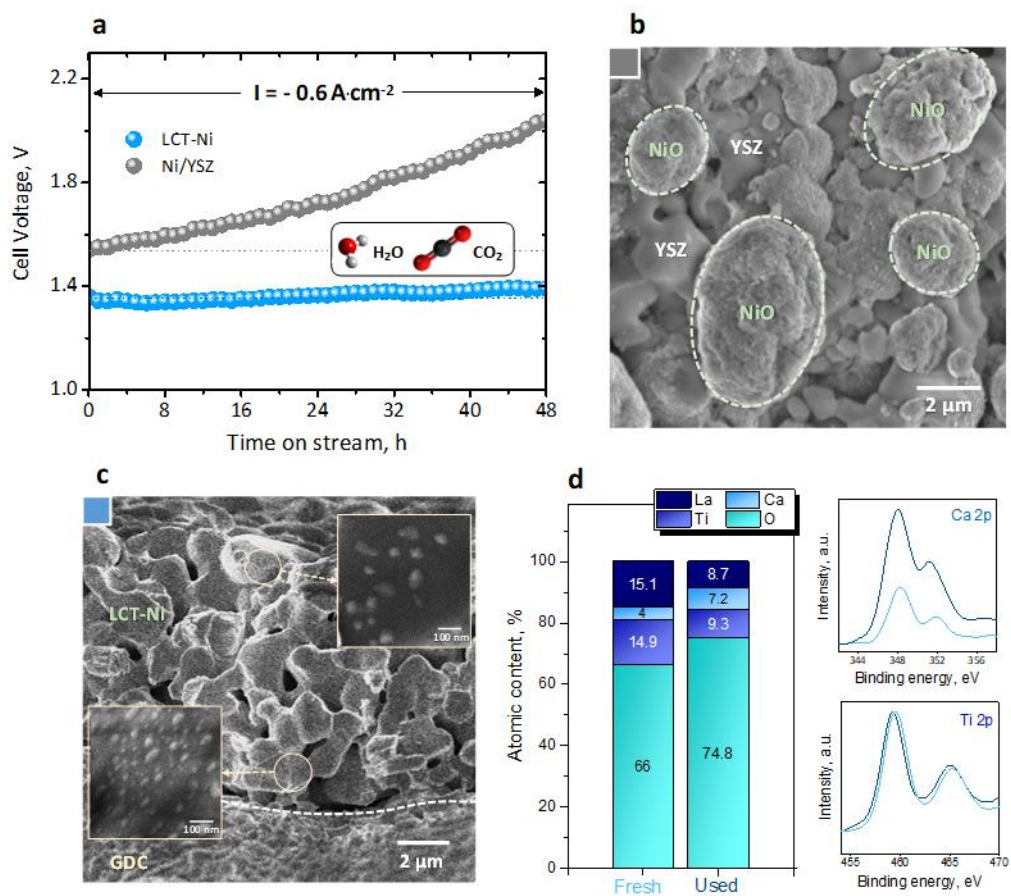 a
I = - 0.6 A·cm-2
LCT-Ni
Ni/YSZ
H2O
CO2
2.2
1.8
1.4
1.0
Cell Voltage, V
0 8 16 24 32 40 48
Time on stream, h
b
NiO
NiO
YSZ
YSZ
NiO
NiO
2 µm
c
100 nm
LCT-Ni
100 nm
GDC
2 µm
d
La Ca
Ti O
100
80
60
40
20
0
Atomic content, %
15.1
4
14.9
66
8.7
7.2
9.3
74.8
Fresh Used
Ca 2p
Intensity, a.u.
344 348 352 356
Binding energy, eV
Ti 2p
Intensity, a.u.
455 460 465 470
Binding energy, eV